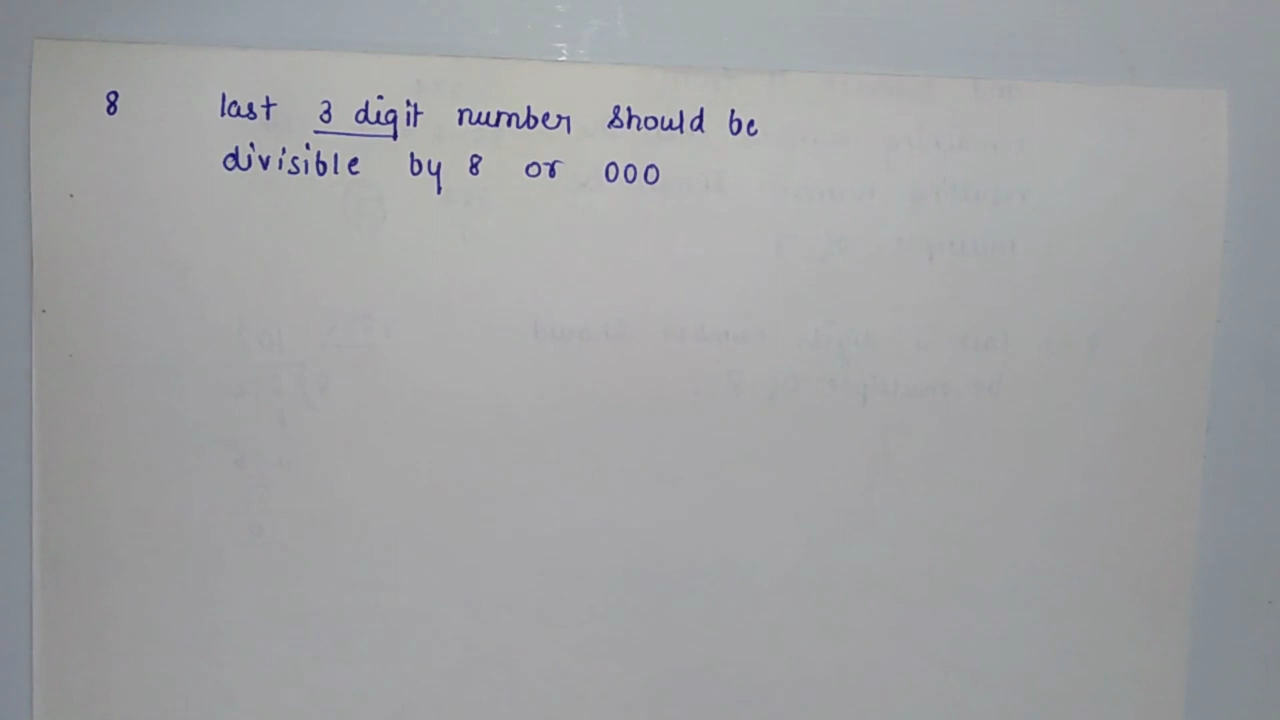 8 last 3 digit number should be
divisible by 8 or 000